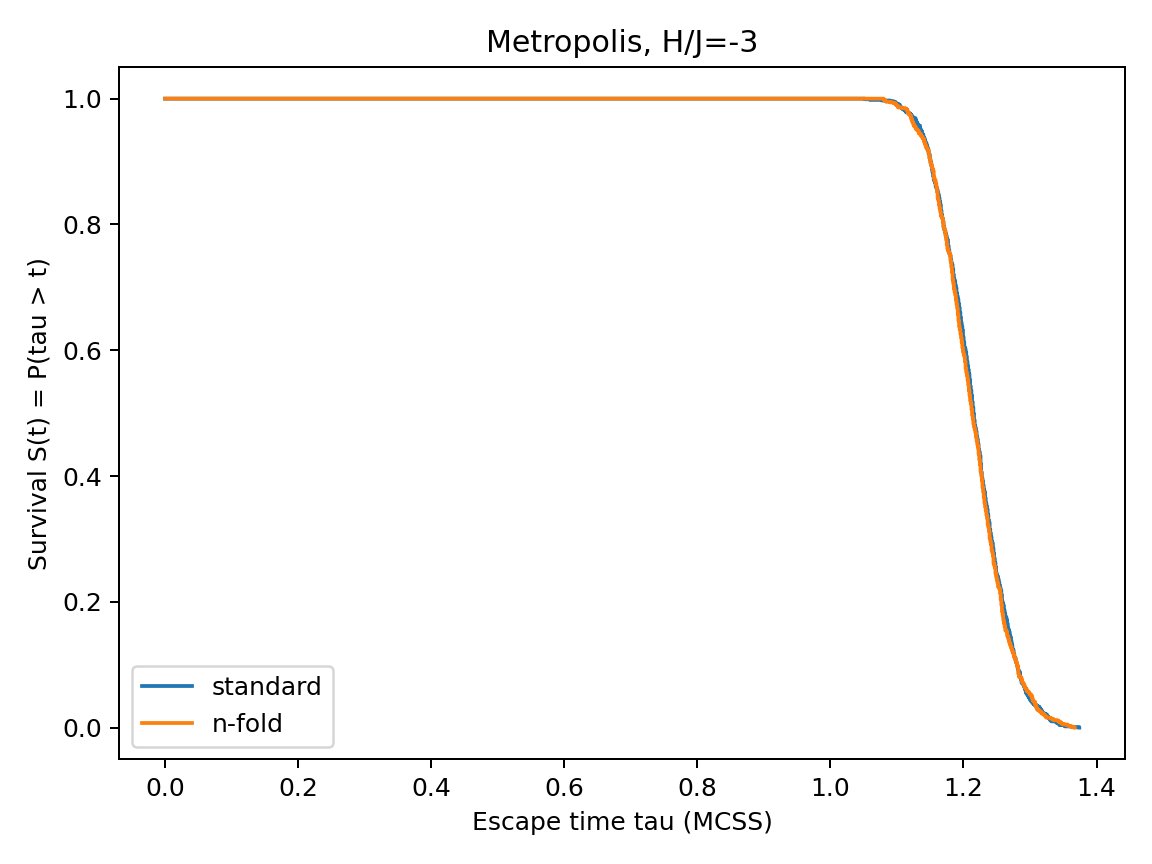 Metropolis, H/J=-3
Survival S(t) = P(tau > t)
1.0
0.8
0.6
0.4
0.2
0.0
standard
n-fold
0.0 0.2 0.4 0.6 0.8 1.0 1.2 1.4
Escape time tau (MCSS)